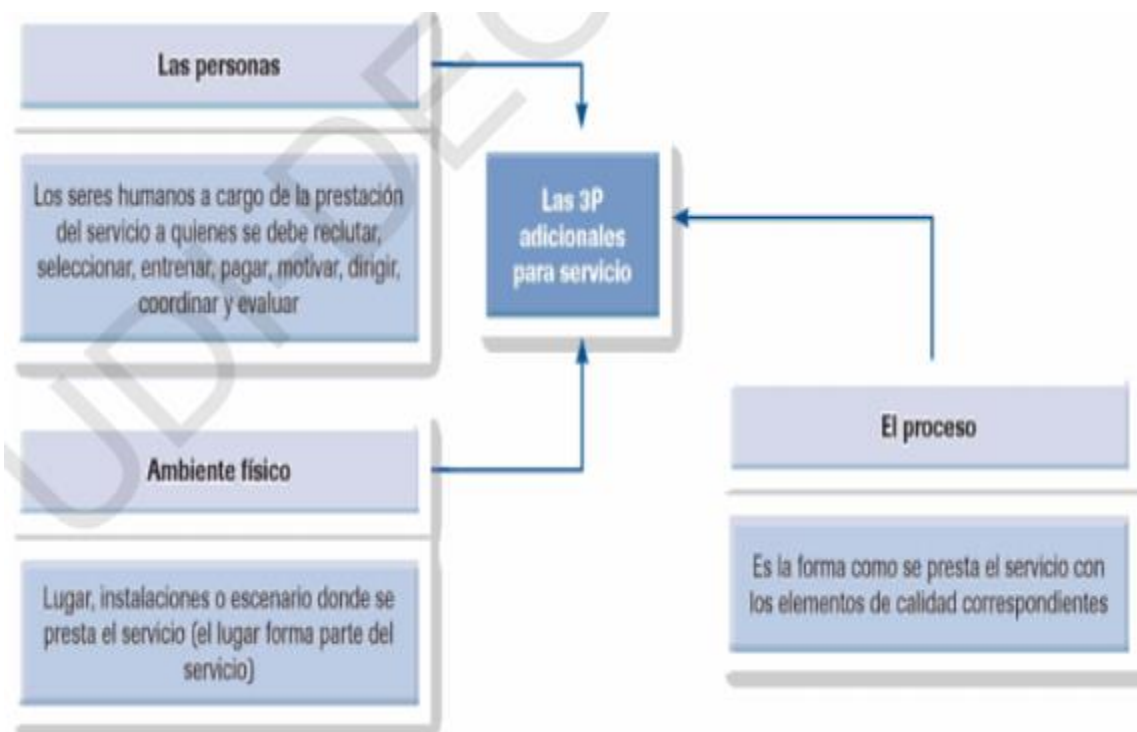 Las personas
Los seres humanos a cargo de la prestación
del servicio a quienes se debe reclutar,
seleccionar, entrenar, pagar, motivar, dirigir,
coordinar y evaluar
Las 3P
adicionales
para servicio
Ambiente físico
Lugar, instalaciones o escenario donde se
presta el servicio (el lugar forma parte del
servicio)
El proceso
Es la forma como se presta el servicio con
los elementos de calidad correspondientes